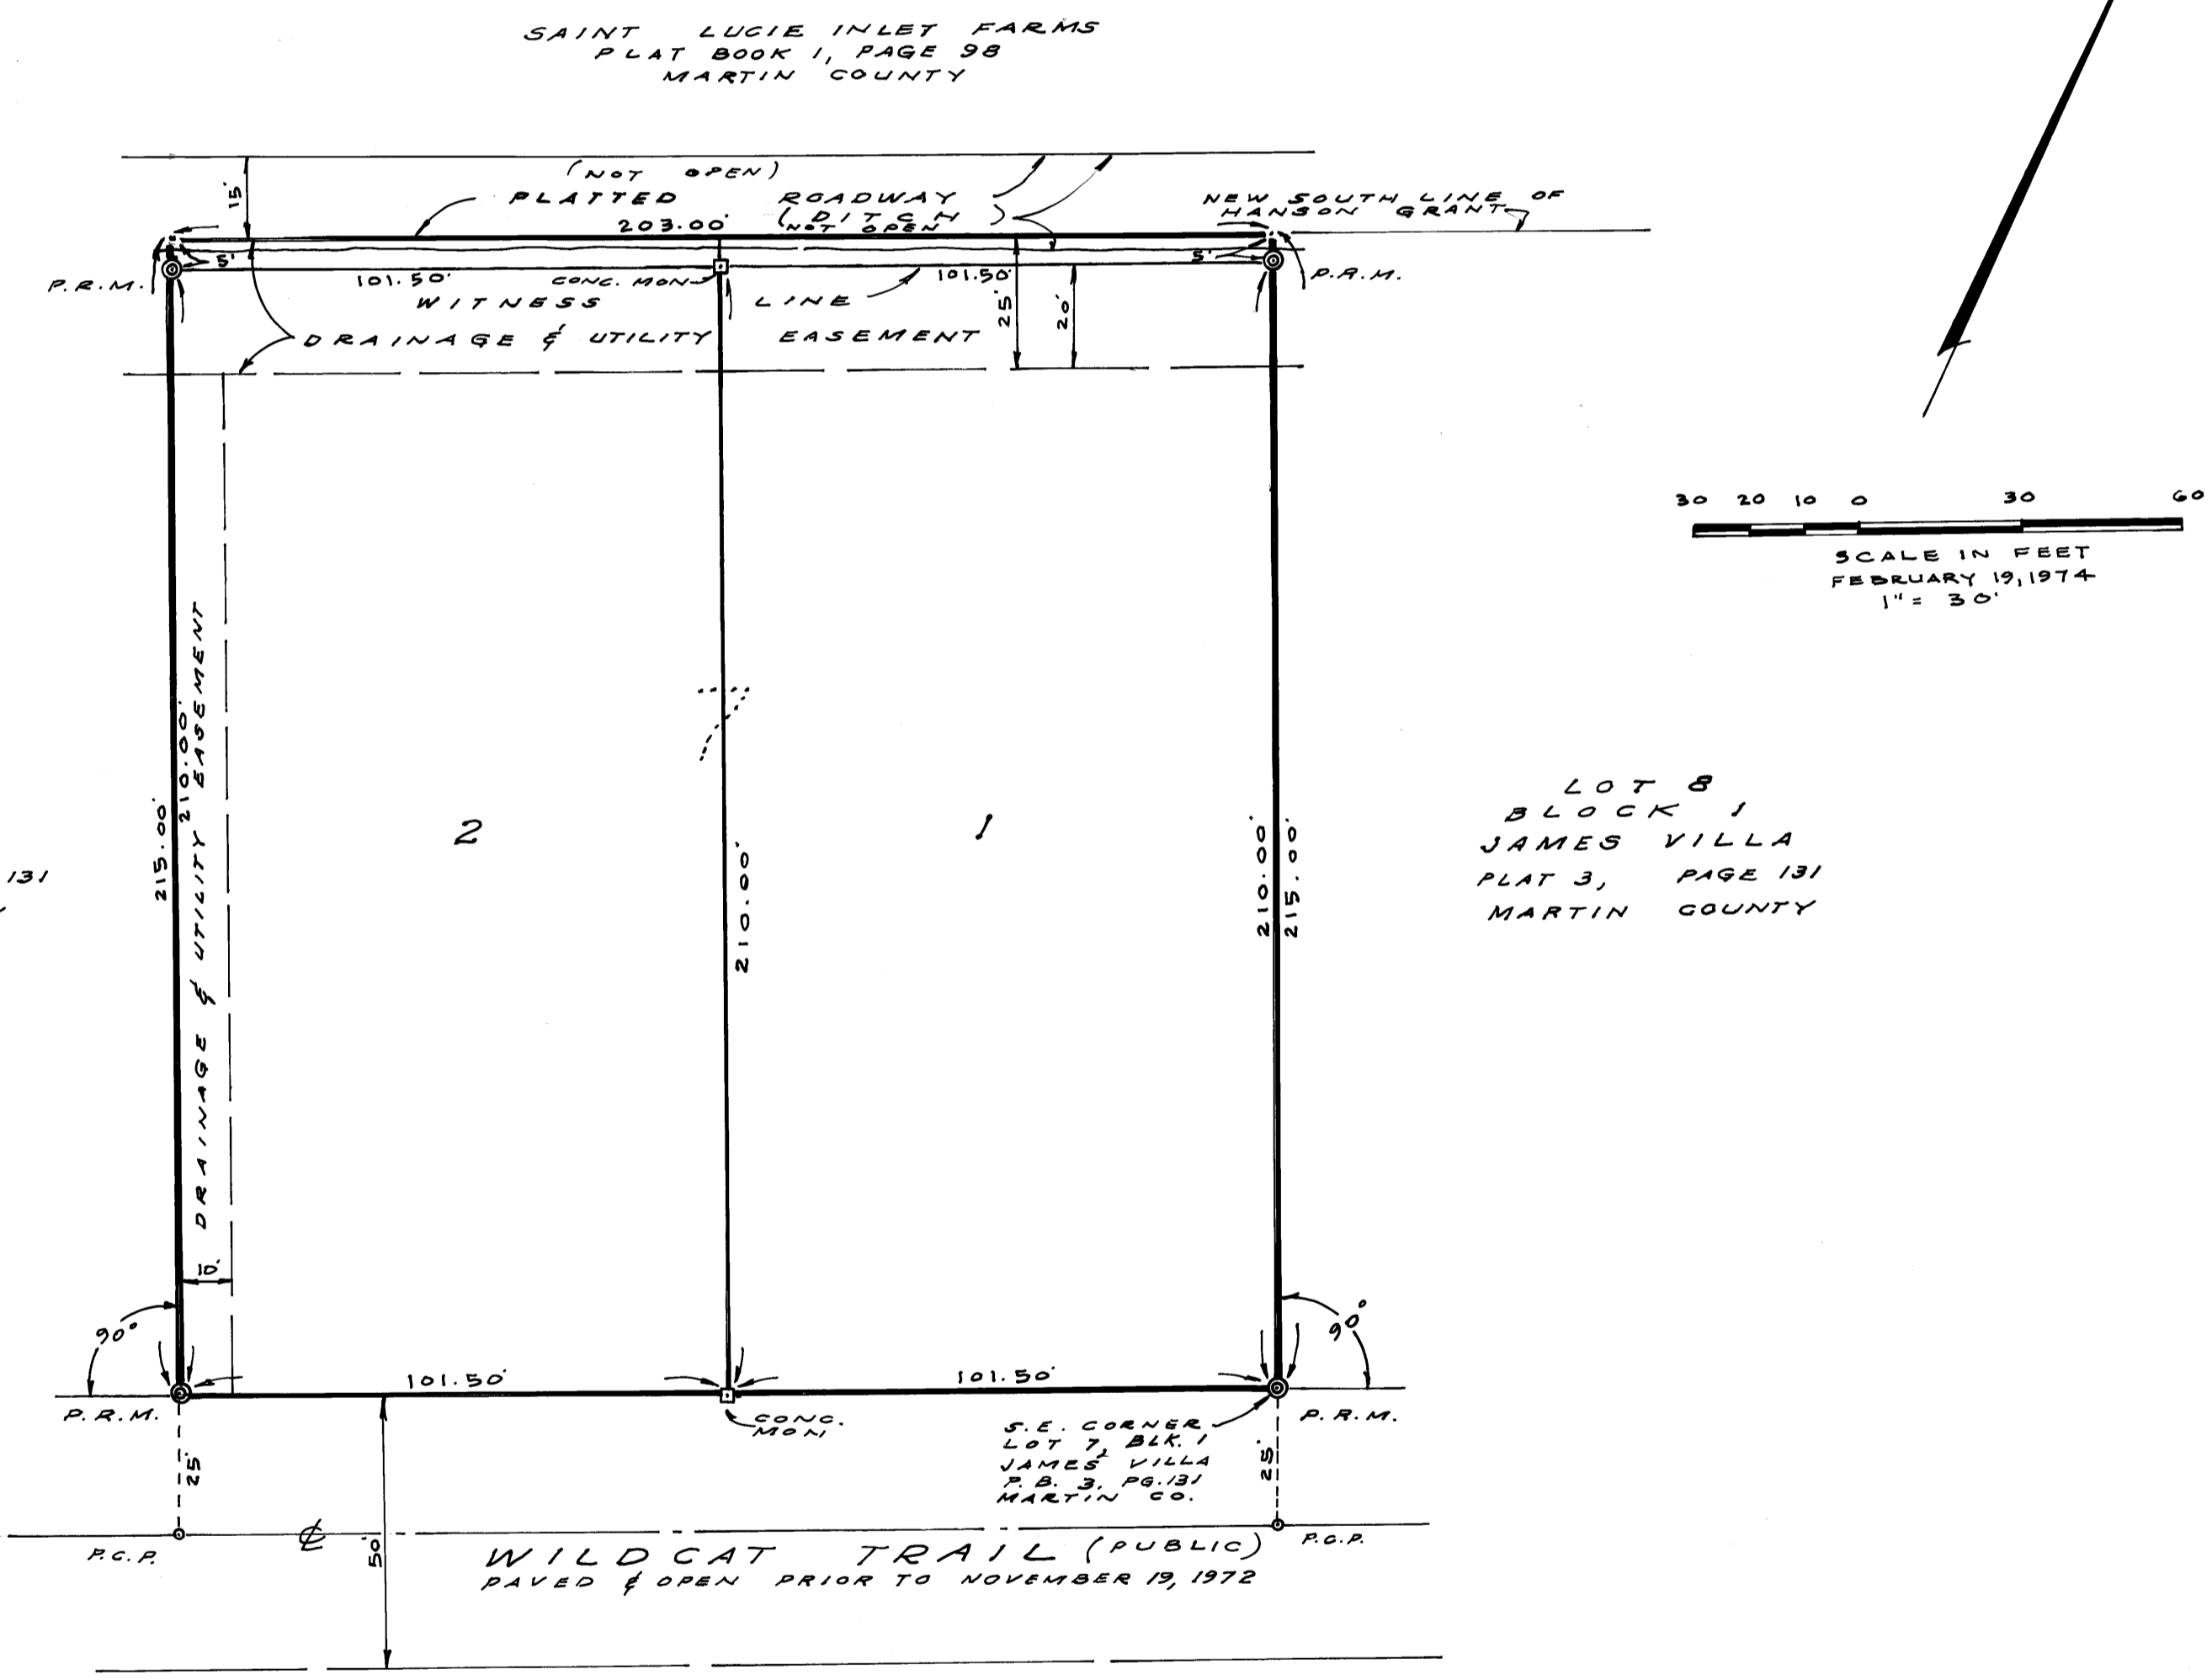 SAINT LUCIE INLET FARMS
PLAT BOOK 1, PAGE 98
MARTIN COUNTY
(NOT OPEN)
15'
PLATTED ROADWAY
(DITCH)
NOT OPEN
203.00'
NEW SOUTH LINE OF
HANSON GRANT
5'
5'
P.R.M.
P.R.M.
101.50'
CONC. MON
101.50'
WITNESS LINE
25'
20'
DRAINAGE & UTILITY EASEMENT
30 20 10 0 30 60
SCALE IN FEET
FEBRUARY 19, 1974
1" = 30'
215.00'
210.00'
DRAINAGE & UTILITY EASEMENT
7
2
1
210.00'
210.00'
215.00'
131
LOT 8
BLOCK 1
JAMES VILLA
PLAT 3, PAGE 131
MARTIN COUNTY
10'
90°
90°
101.50'
101.50'
P.R.M.
CONC.
MON
S.E. CORNER
LOT 7, BLK. 1
JAMES VILLA
P.B. 3, PG. 131
MARTIN CO.
P.R.M.
25'
25'
℄
50'
P.C.P.
P.C.P.
WILDCAT TRAIL (PUBLIC)
PAVED & OPEN PRIOR TO NOVEMBER 19, 1972